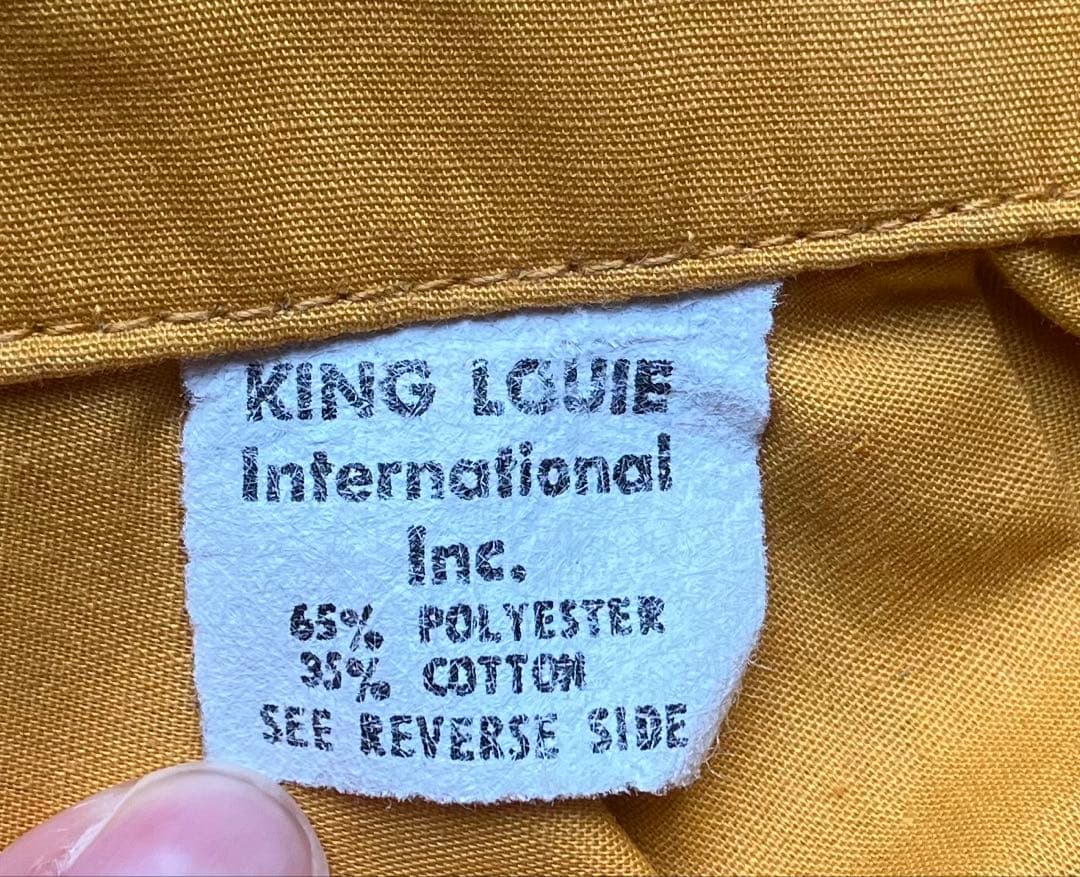 KING LOUIE
International
Inc.
65% POLYESTER
35% COTTON
SEE REVERSE SIDE